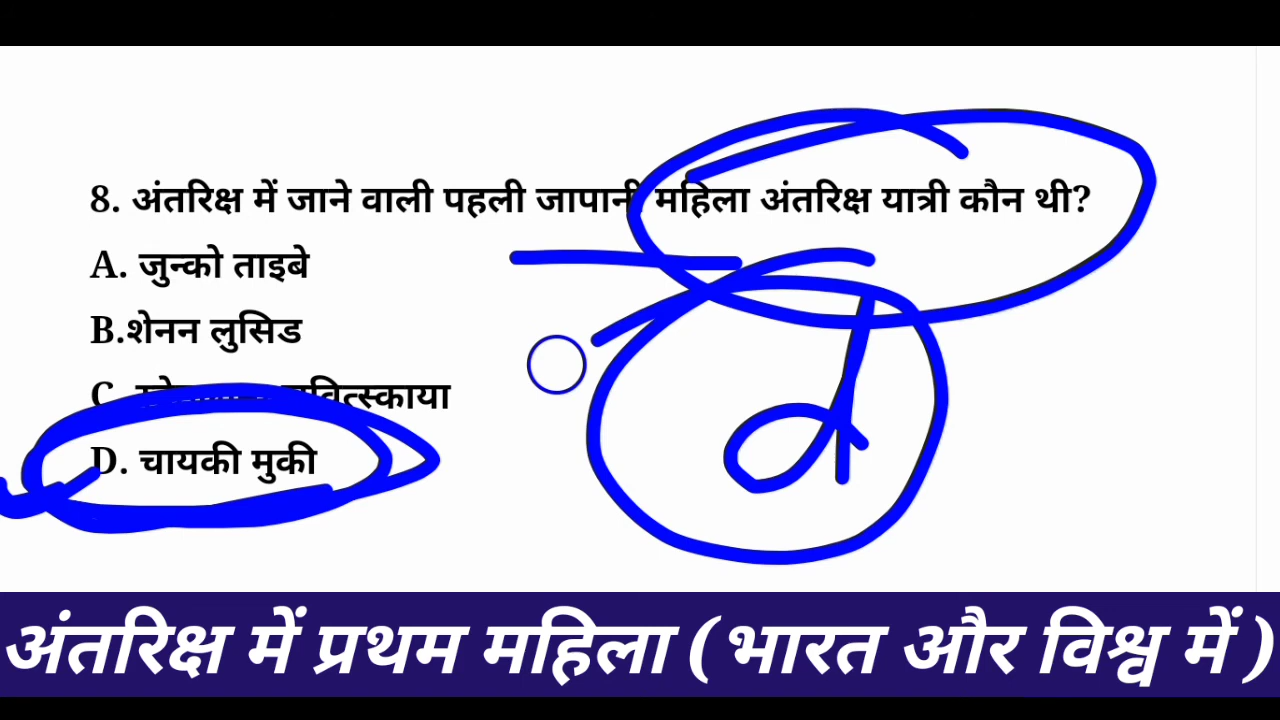 8. अंतरिक्ष में जाने वाली पहली जापानी महिला अंतरिक्ष यात्री कौन थी?
A. जुन्को ताइबे
B.शेनन लुसिड
C.
D. चायकी मुकी
d
अंतरिक्ष में प्रथम महिला ( भारत और विश्व में )